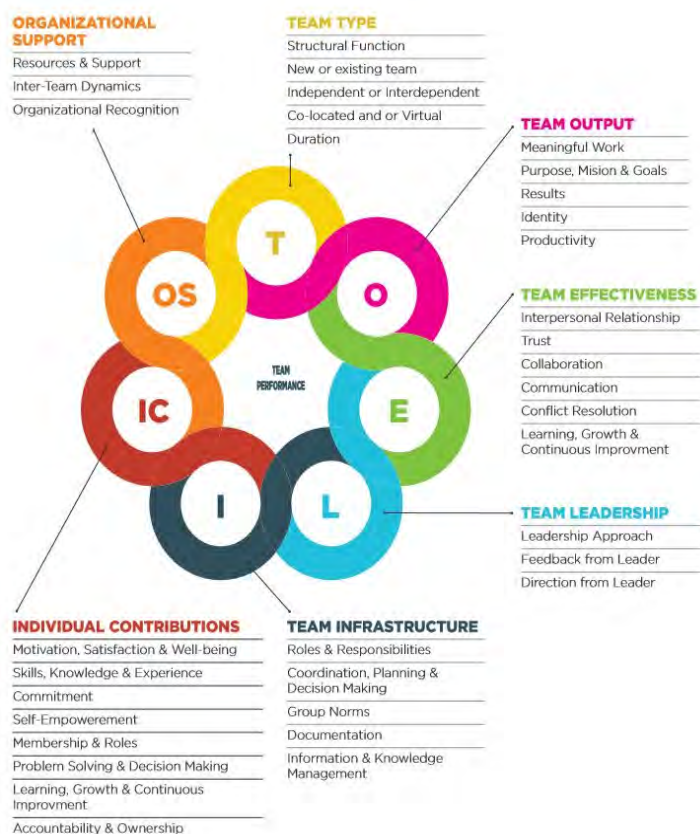 ORGANIZATIONAL
SUPPORT
Resources & Support
Inter-Team Dynamics
Organizational Recognition
TEAM TYPE
Structural Function
New or existing team
Independent or Interdependent
Co-located and or Virtual
Duration
TEAM OUTPUT
Meaningful Work
Purpose, Mision & Goals
Results
Identity
Productivity
T
OS
O
TEAM
PERFORMANCE
IC
E
I
L
TEAM EFFECTIVENESS
Interpersonal Relationship
Trust
Collaboration
Communication
Conflict Resolution
Learning, Growth &
Continuous Improvment
TEAM LEADERSHIP
Leadership Approach
Feedback from Leader
Direction from Leader
INDIVIDUAL CONTRIBUTIONS
Motivation, Satisfaction & Well-being
Skills, Knowledge & Experience
Commitment
Self-Empowerement
Membership & Roles
Problem Solving & Decision Making
Learning, Growth & Continuous
Improvment
Accountability & Ownership
TEAM INFRASTRUCTURE
Roles & Responsibilities
Coordination, Planning &
Decision Making
Group Norms
Documentation
Information & Knowledge
Management